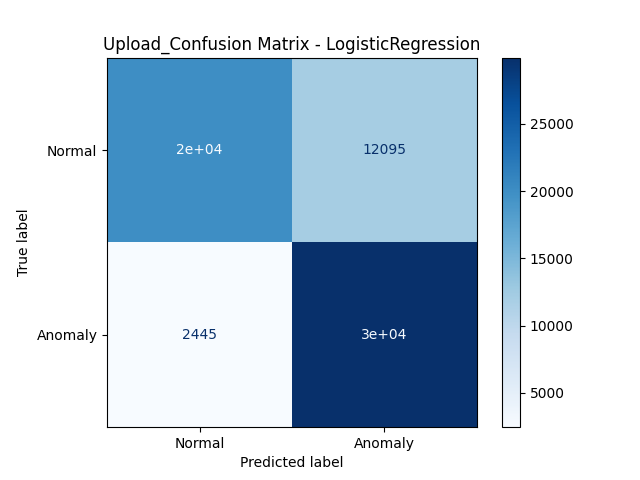 Upload_Confusion Matrix - LogisticRegression
True label
Normal
Anomaly
2e+04
12095
2445
3e+04
Normal
Anomaly
Predicted label
25000
20000
15000
10000
5000